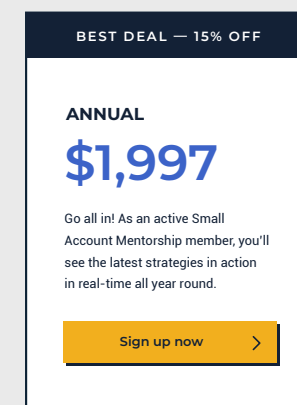 BEST DEAL — 15% OFF
ANNUAL
$1,997
Go all in! As an active Small
Account Mentorship member, you'll
see the latest strategies in action
in real-time all year round.
Sign up now